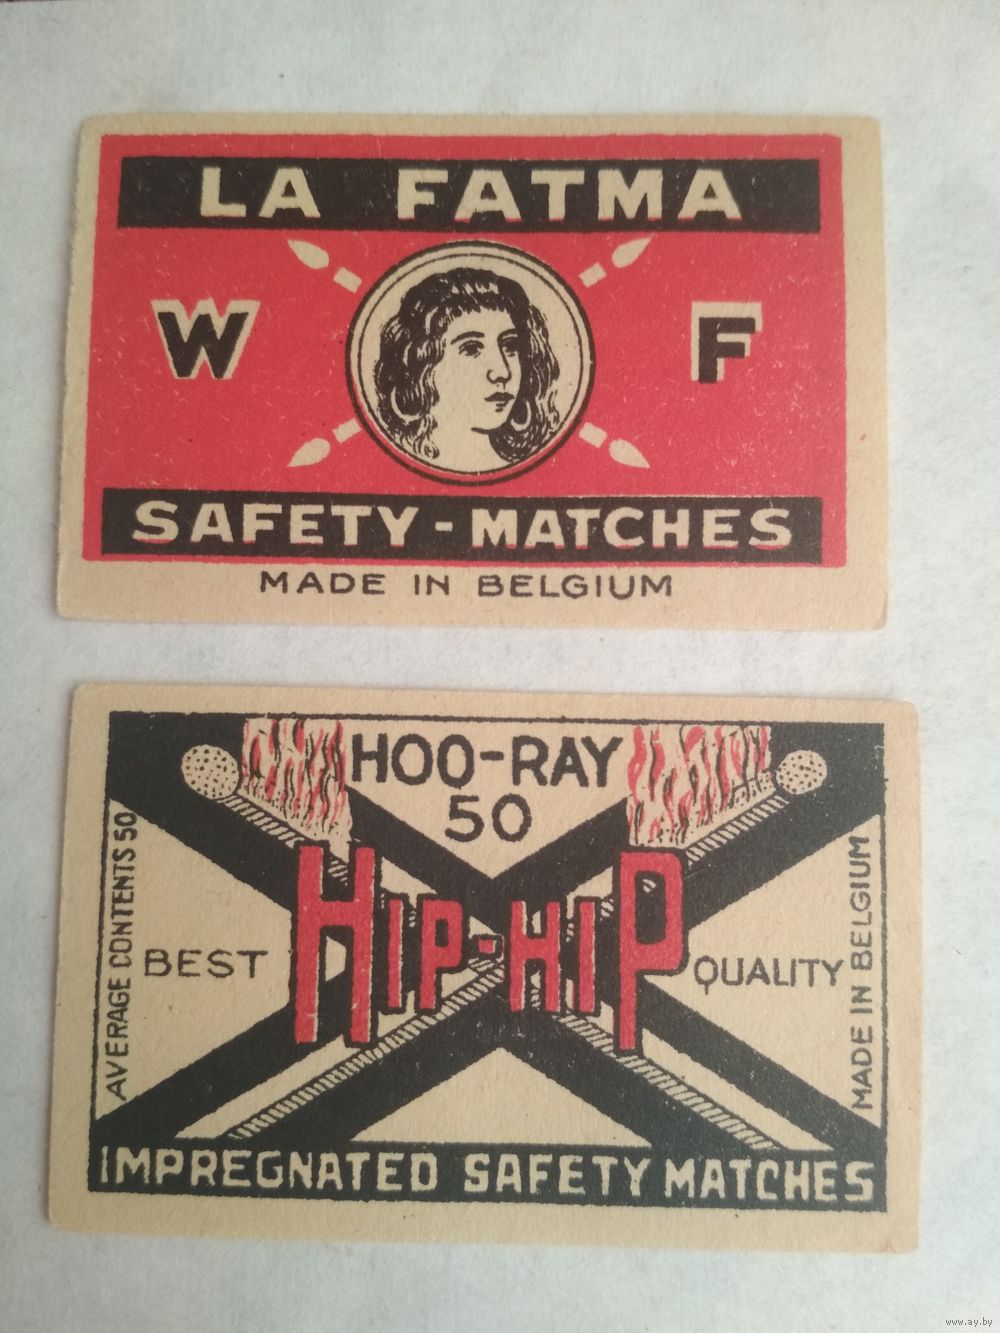 LA FATMA
W F
SAFETY-MATCHES
MADE IN BELGIUM
HOO-RAY
50
AVERAGE CONTENTS 50
BEST
HIP-HIP
QUALITY
MADE IN BELGIUM
IMPREGNATED SAFETY MATCHES
www.ay.by